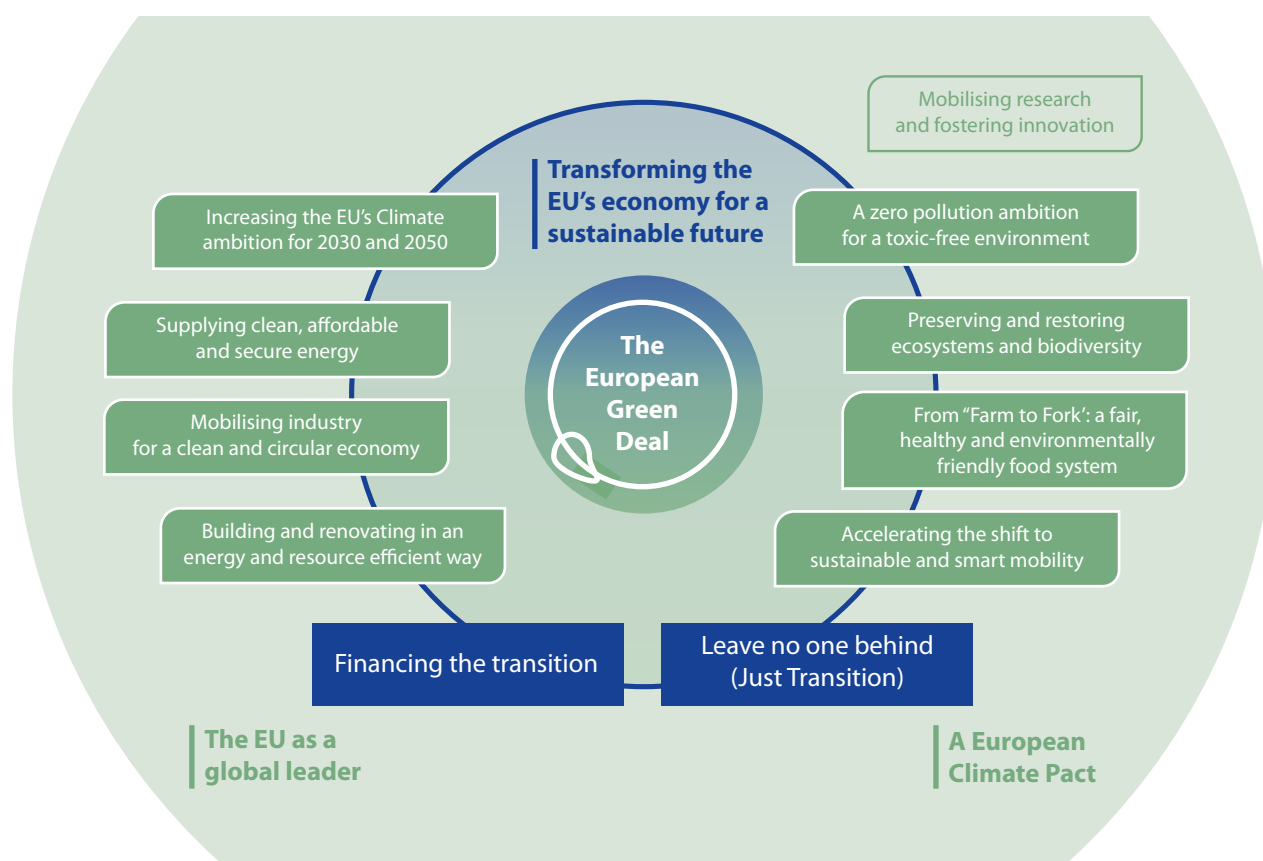 Mobilising research
and fostering innovation
Transforming the
EU’s economy for a
sustainable future
Increasing the EU’s Climate
ambition for 2030 and 2050
Supplying clean, affordable
and secure energy
Mobilising industry
for a clean and circular economy
Building and renovating in an
energy and resource efficient way
The
European
Green
Deal
A zero pollution ambition
for a toxic-free environment
Preserving and restoring
ecosystems and biodiversity
From “Farm to Fork’: a fair,
healthy and environmentally
friendly food system
Accelerating the shift to
sustainable and smart mobility
Financing the transition
Leave no one behind
(Just Transition)
The EU as a
global leader
A European
Climate Pact